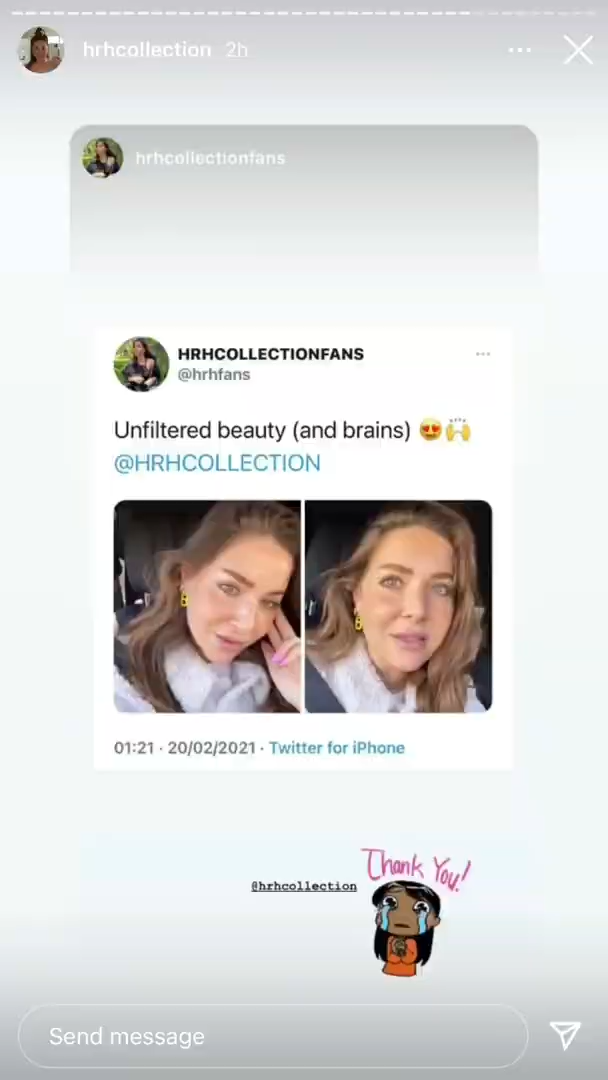 hrhcollection 2h
hrhcollectionfans
HRHCOLLECTIONFANS
@hrhfans
Unfiltered beauty (and brains) 😍🙌
@HRHCOLLECTION
01:21 · 20/02/2021 · Twitter for iPhone
Thank You!
@hrhcollection
Send message